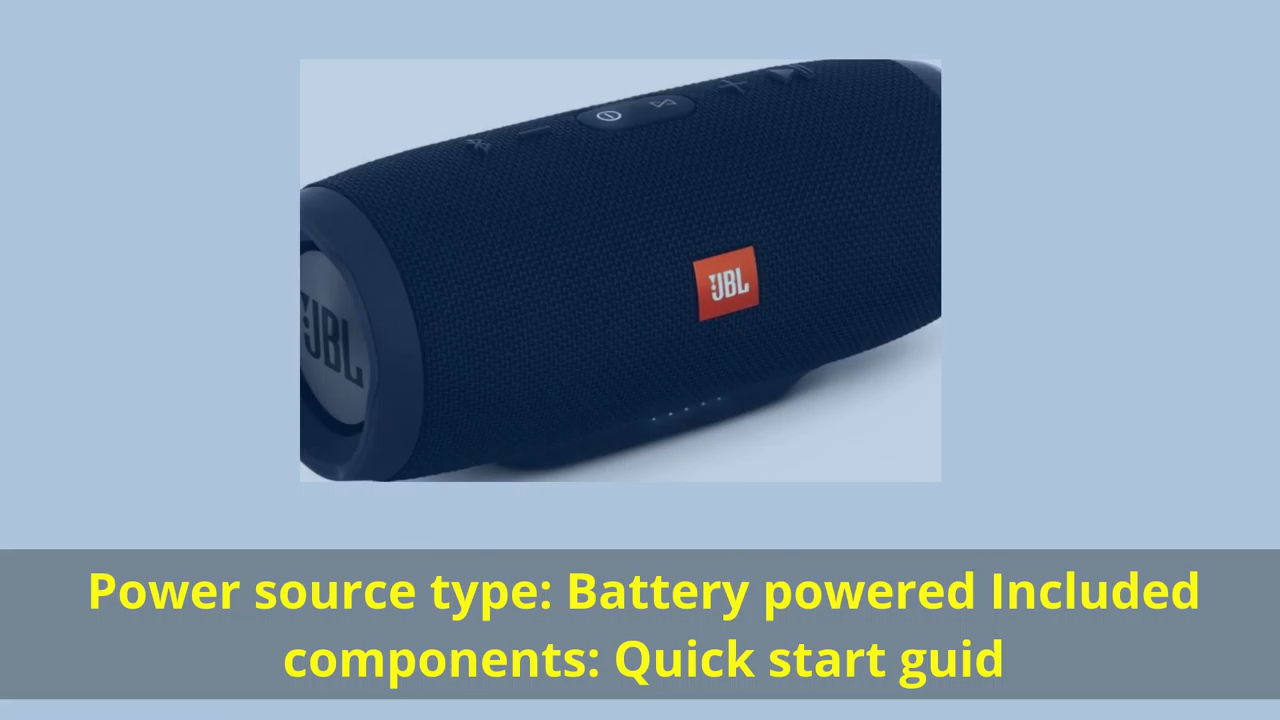 JBL
JBL
Power source type: Battery powered Included
components: Quick start guid